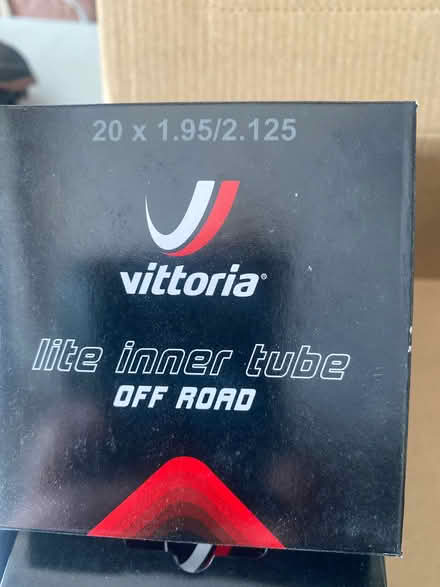 20 x 1.95/2.125
vittoria®
lite inner tube
OFF ROAD